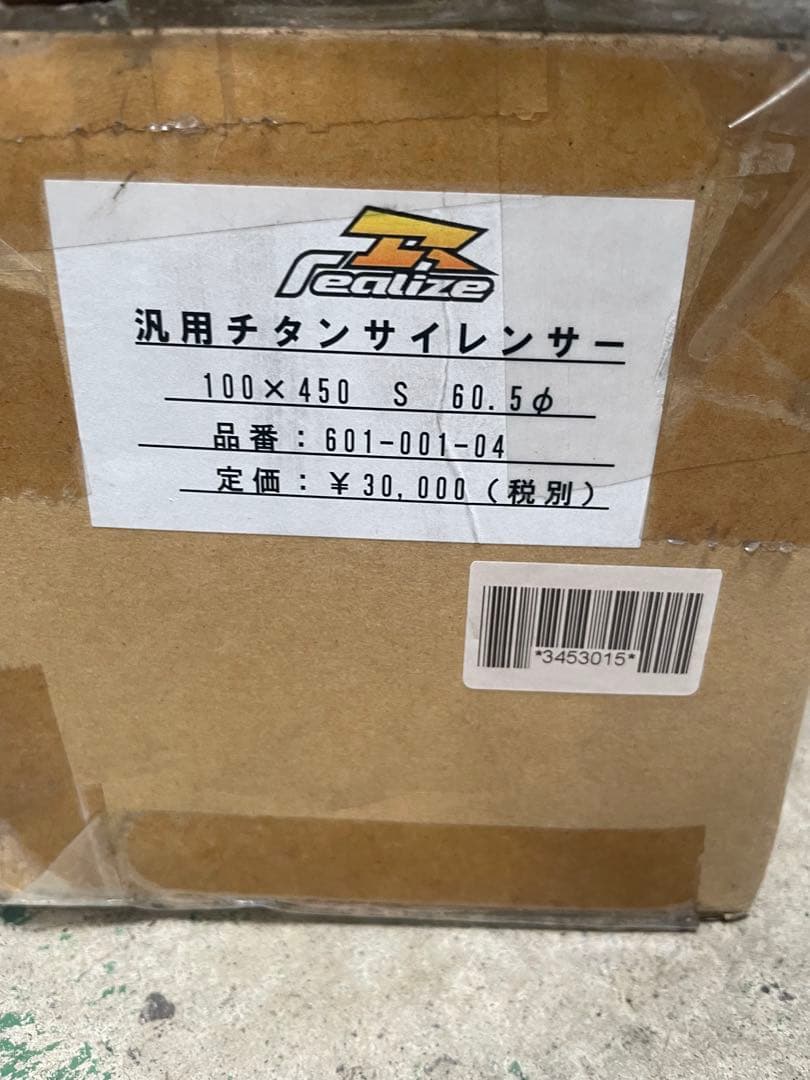 R
realize
汎用チタンサイレンサー
100×450 S 60.5φ
品番：601-001-04
定価：￥30,000(税別)
*3453015*